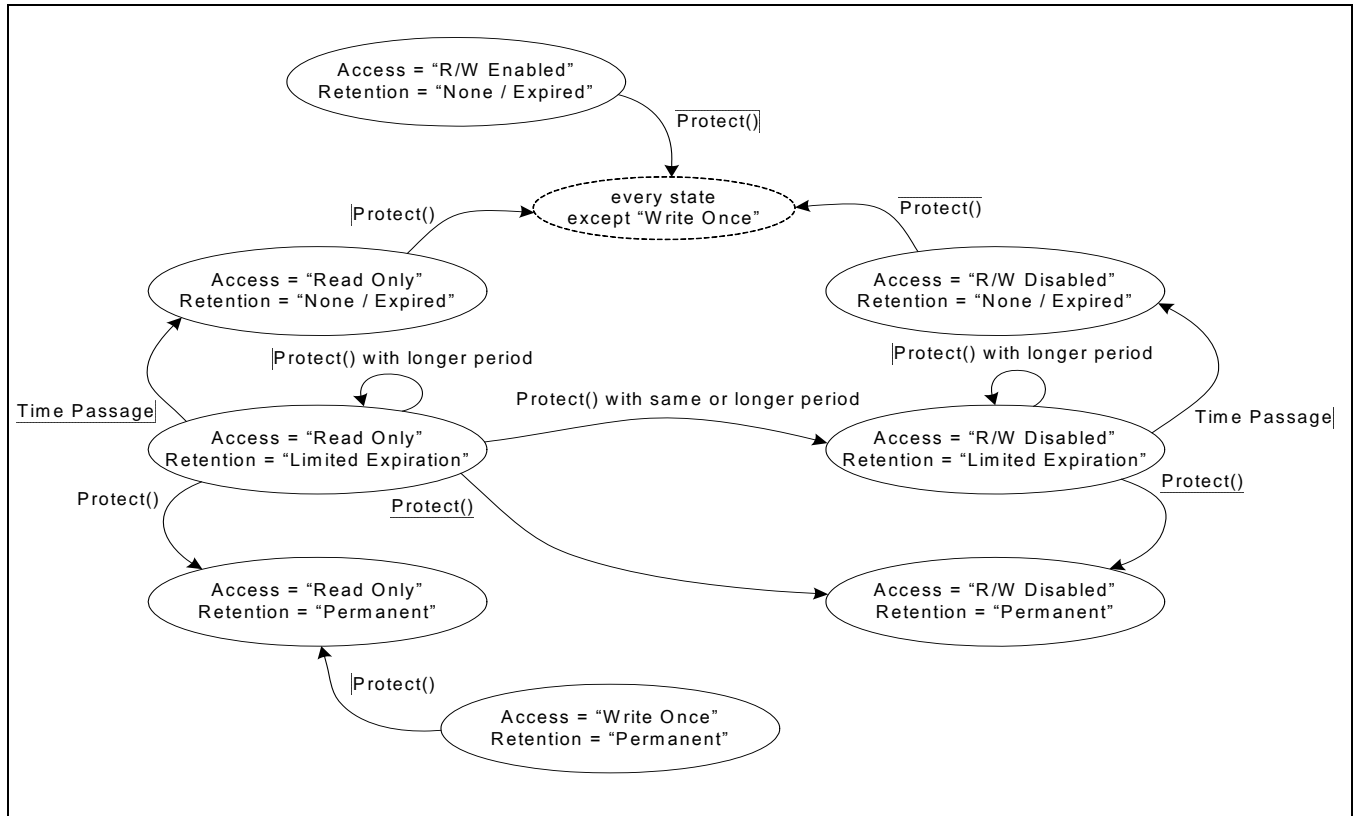 Access = “R/W Enabled”
Retention = “None / Expired”
Protect()
every state
except “Write Once”
Protect()
Protect()
Access = “Read Only”
Retention = “None / Expired”
Access = “R/W Disabled”
Retention = “None / Expired”
Protect() with longer period
Protect() with longer period
Time Passage
Protect() with same or longer period
Time Passage
Access = “Read Only”
Retention = “Limited Expiration”
Access = “R/W Disabled”
Retention = “Limited Expiration”
Protect()
Protect()
Protect()
Access = “Read Only”
Retention = “Permanent”
Access = “R/W Disabled”
Retention = “Permanent”
Protect()
Access = “Write Once”
Retention = “Permanent”